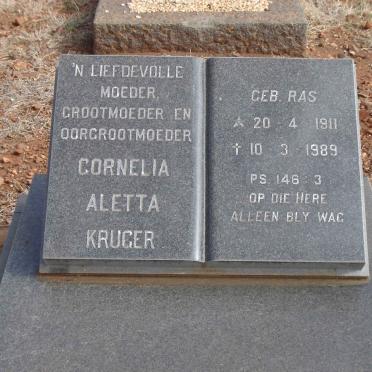 'N LIEFDEVOLLE
MOEDER,
GROOTMOEDER EN
OORGROOTMOEDER
CORNELIA
ALETTA
KRUGER
GEB. RAS
20 - 4 - 1911
✝ 10 - 3 - 1989
PS. 146 : 3
OP DIE HERE
ALLEEN BLY WAG